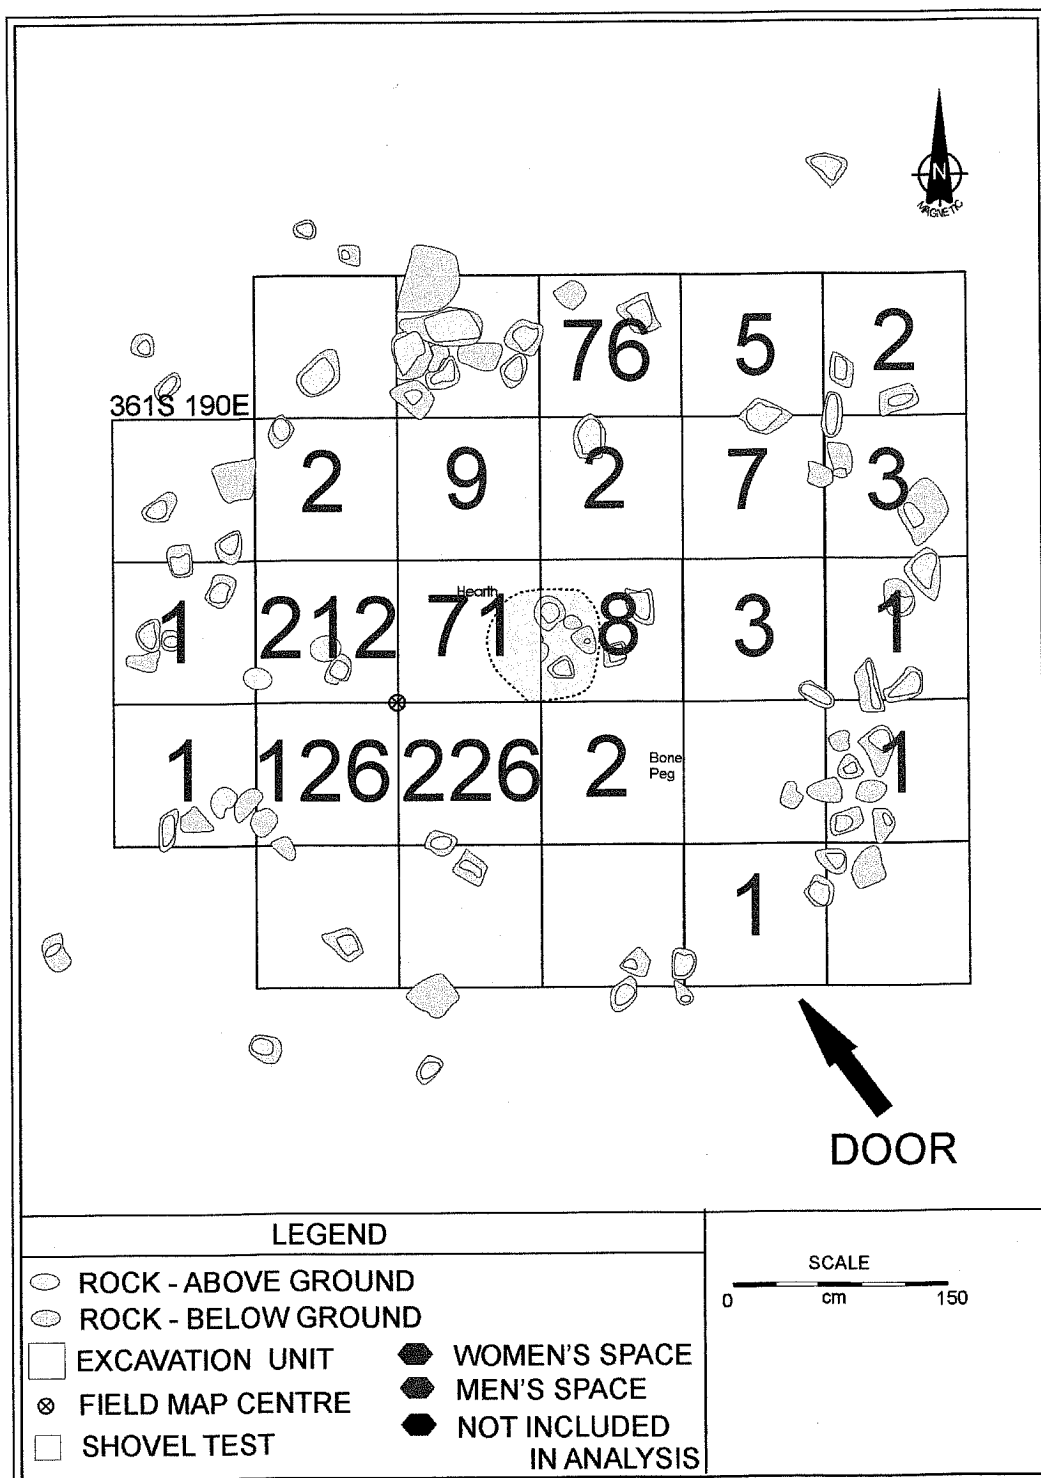 N
MAGNETIC
76 5 2
361S 190E
2 9 2 7 3
Hearth
1 212 71 8 3 1
1 126 226 2 1
Bone
Peg
1
DOOR
LEGEND
ROCK - ABOVE GROUND
ROCK - BELOW GROUND
EXCAVATION UNIT
FIELD MAP CENTRE
SHOVEL TEST
WOMEN'S SPACE
MEN'S SPACE
NOT INCLUDED
IN ANALYSIS
SCALE
0 cm 150